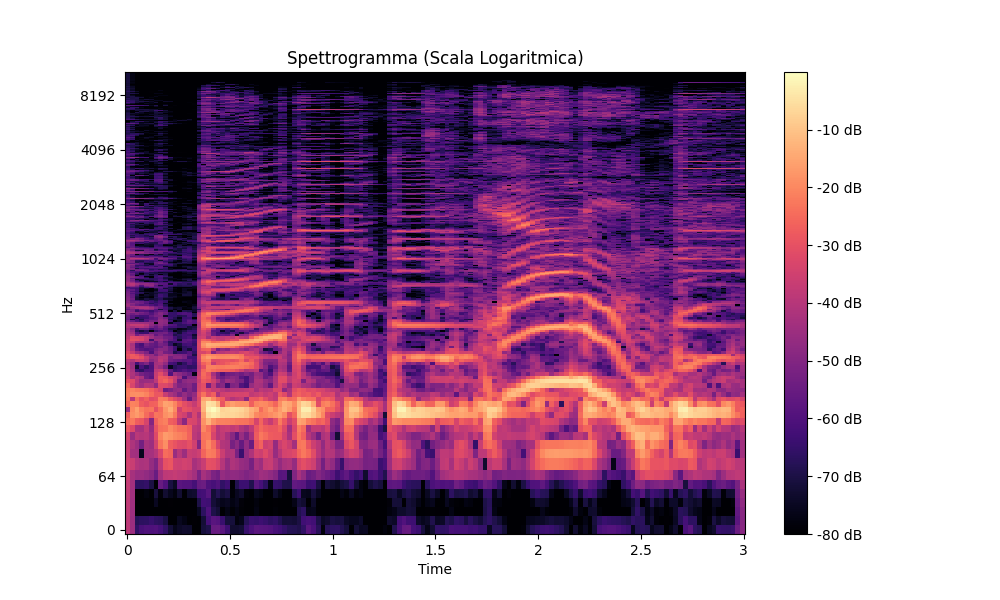 Spettrogramma (Scala Logaritmica)
8192
4096
2048
1024
512
256
128
64
0
Hz
0
0.5
1
1.5
2
2.5
3
Time
-10 dB
-20 dB
-30 dB
-40 dB
-50 dB
-60 dB
-70 dB
-80 dB